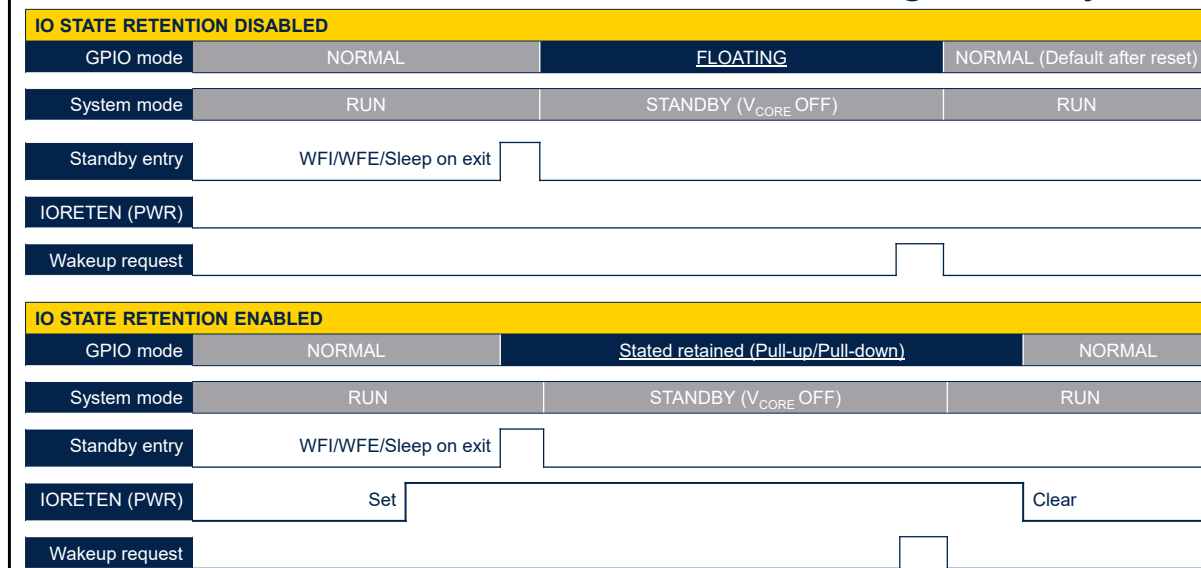 IO STATE RETENTION DISABLED
GPIO mode NORMAL FLOATING NORMAL (Default after reset)
System mode RUN STANDBY (VCORE OFF) RUN
Standby entry WFI/WFE/Sleep on exit
IORETEN (PWR)
Wakeup request
IO STATE RETENTION ENABLED
GPIO mode NORMAL Stated retained (Pull-up/Pull-down) NORMAL
System mode RUN STANDBY (VCORE OFF) RUN
Standby entry WFI/WFE/Sleep on exit
IORETEN (PWR) Set Clear
Wakeup request